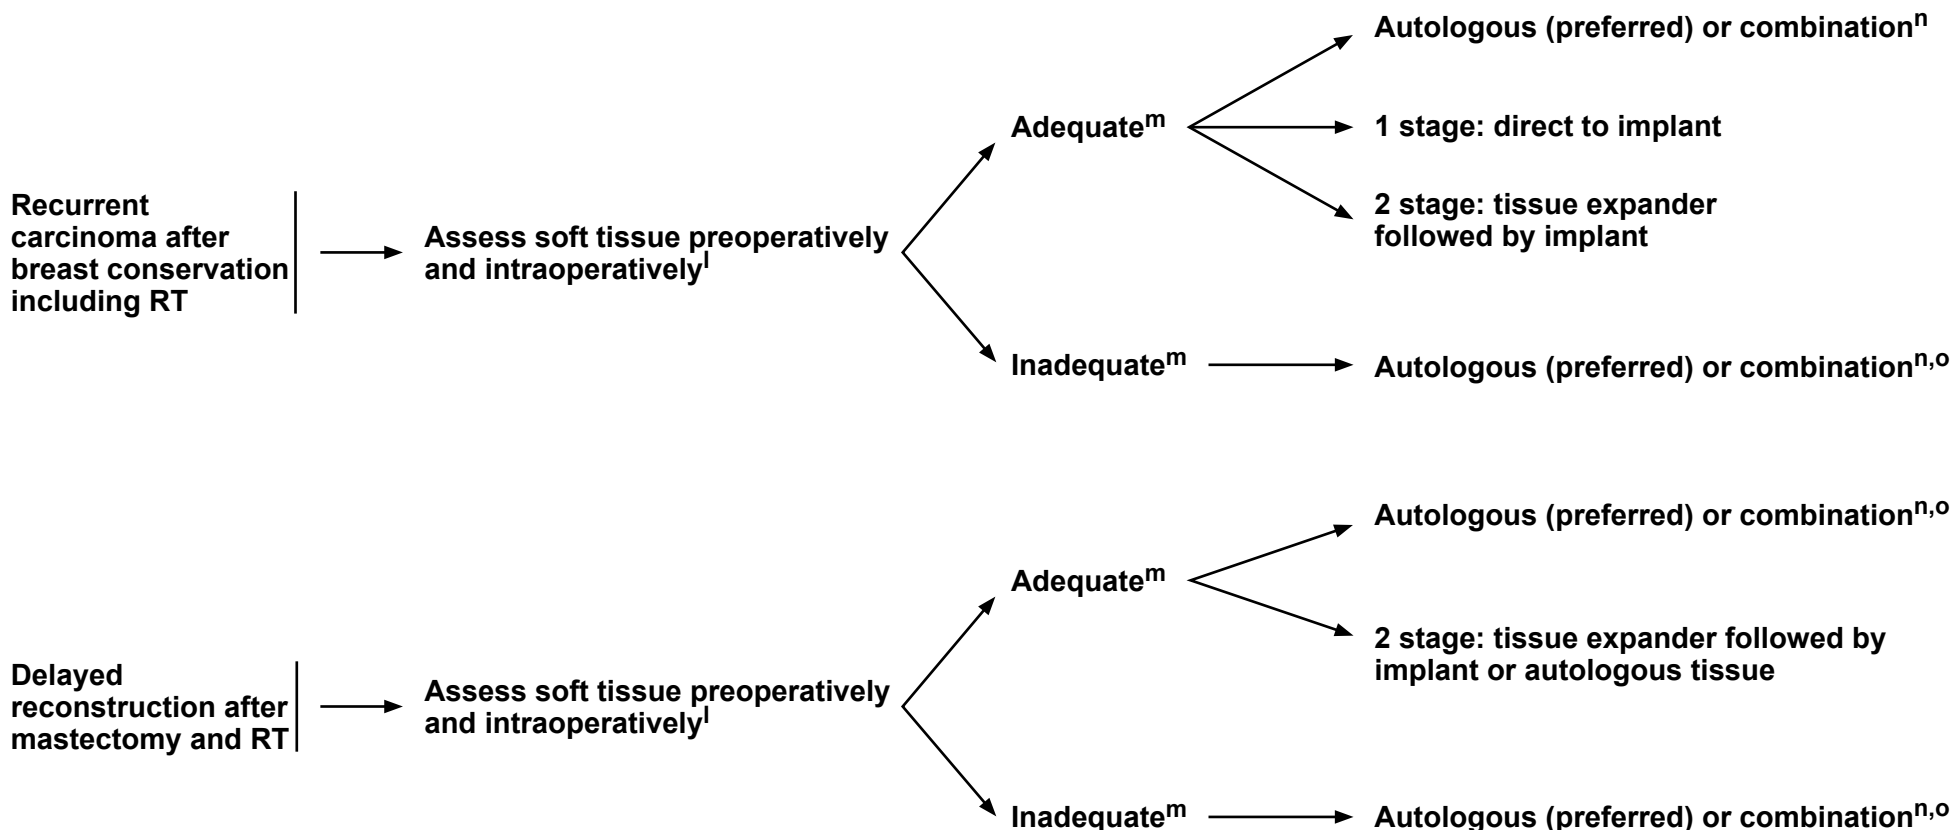 Autologous (preferred) or combinationⁿ
Adequateᵐ
1 stage: direct to implant
Recurrent
carcinoma after
breast conservation
including RT
Assess soft tissue preoperatively
and intraoperativelyˡ
2 stage: tissue expander
followed by implant
Inadequateᵐ
Autologous (preferred) or combinationⁿ,ᵒ
Autologous (preferred) or combinationⁿ,ᵒ
Adequateᵐ
2 stage: tissue expander followed by
implant or autologous tissue
Delayed
reconstruction after
mastectomy and RT
Assess soft tissue preoperatively
and intraoperativelyˡ
Inadequateᵐ
Autologous (preferred) or combinationⁿ,ᵒ